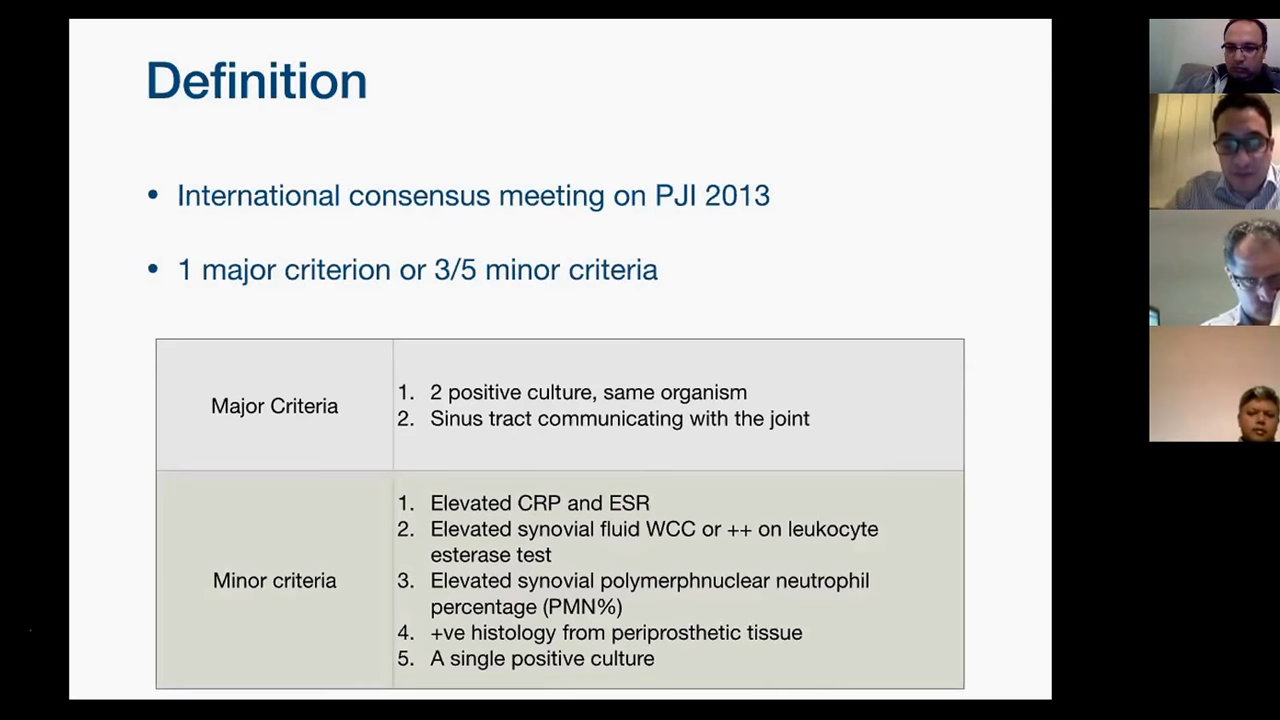 Definition
• International consensus meeting on PJI 2013
• 1 major criterion or 3/5 minor criteria
Major Criteria
1. 2 positive culture, same organism
2. Sinus tract communicating with the joint
Minor criteria
1. Elevated CRP and ESR
2. Elevated synovial fluid WCC or ++ on leukocyte
esterase test
3. Elevated synovial polymerphnuclear neutrophil
percentage (PMN%)
4. +ve histology from periprosthetic tissue
5. A single positive culture